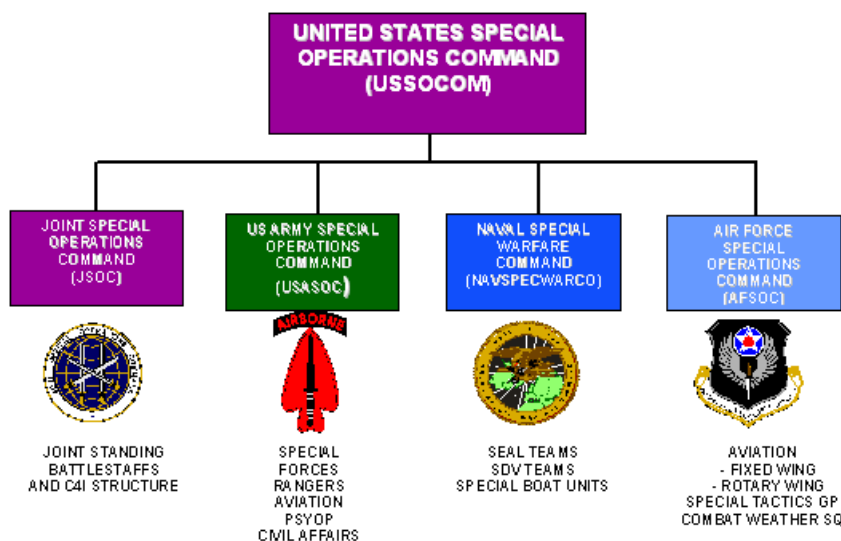 UNITED STATES SPECIAL
OPERATIONS COMMAND
(USSOCOM)
JOINT SPECIAL
OPERATIONS
COMMAND
(JSOC)
US ARMY SPECIAL
OPERATIONS
COMMAND
(USASOC)
NAVAL SPECIAL
WARFARE
COMMAND
(NAVSPECWARCO)
AIR FORCE
SPECIAL
OPERATIONS
COMMAND
(AFSOC)
AIRBORNE
JOINT STANDING
BATTLESTAFFS
AND C4I STRUCTURE
SPECIAL
FORCES
RANGERS
AVIATION
PSYOP
CIVIL AFFAIRS
SEAL TEAMS
SDV TEAMS
SPECIAL BOAT UNITS
AVIATION
- FIXED WING
- ROTARY WING
SPECIAL TACTICS GP
COMBAT WEATHER SQ